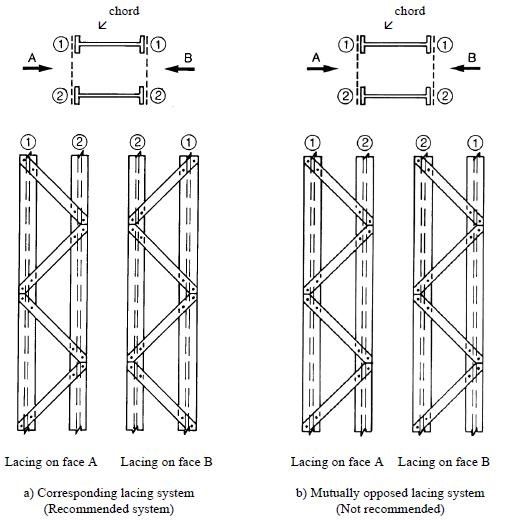 chord
① ①
A B
② ②
① ② ② ①
Lacing on face A Lacing on face B
a) Corresponding lacing system
(Recommended system)
chord
① ①
A B
② ②
① ② ② ①
Lacing on face A Lacing on face B
b) Mutually opposed lacing system
(Not recommended)